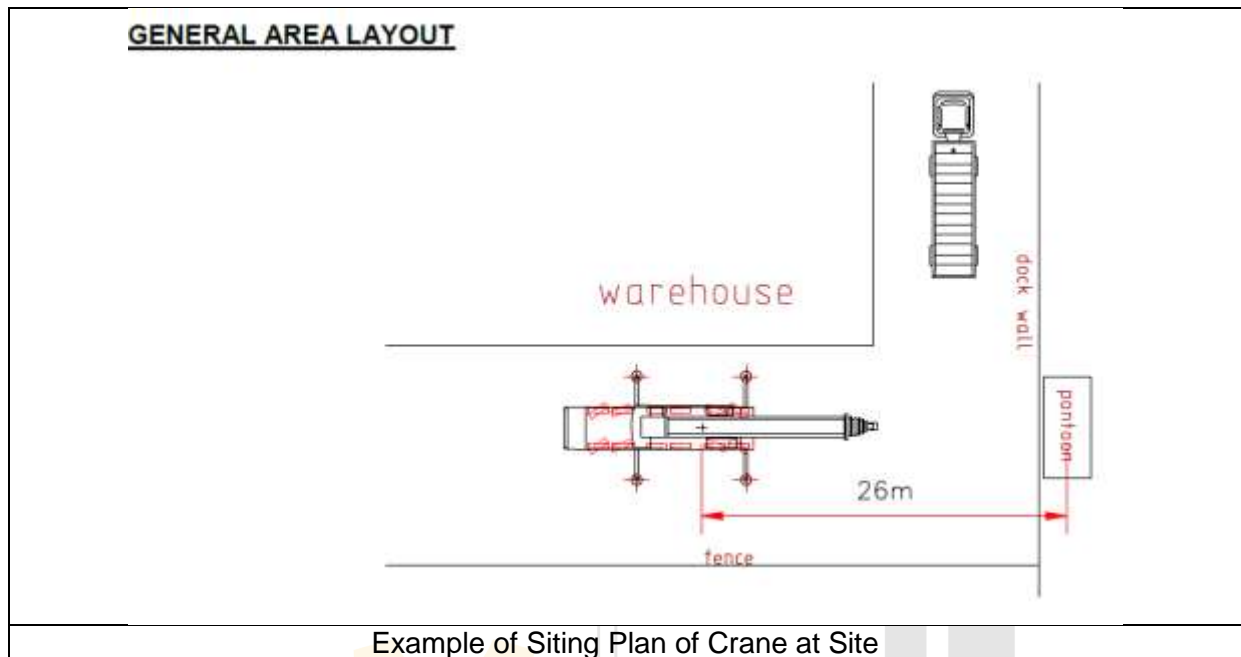 GENERAL AREA LAYOUT
warehouse
dock wall
pontoon
26m
fence
Example of Siting Plan of Crane at Site